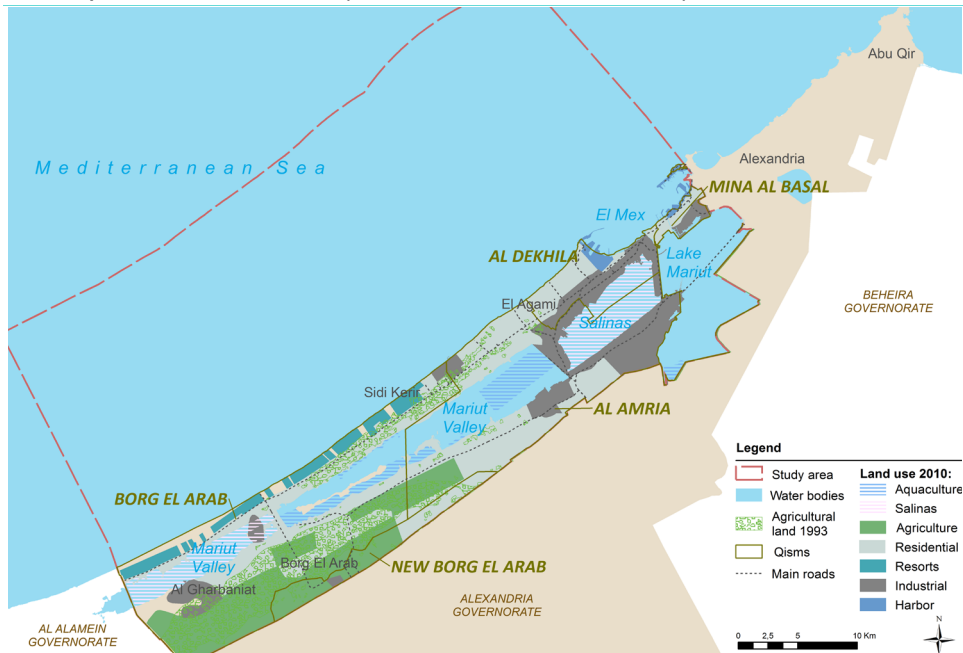 Abu Qir
Mediterranean Sea
Alexandria
MINA AL BASAL
El Mex
AL DEKHILA
Lake
Mariut
El Agami
BEHEIRA
GOVERNORATE
Salinas
Sidi Kerir
Mariut
Valley
AL AMRIA
BORG EL ARAB
Mariut
Valley
Borg El Arab
NEW BORG EL ARAB
Al Gharbaniat
ALEXANDRIA
GOVERNORATE
AL ALAMEIN
GOVERNORATE
Legend
Study area
Water bodies
Agricultural
land 1993
Qisms
Main roads
Land use 2010:
Aquaculture
Salinas
Agriculture
Residential
Resorts
Industrial
Harbor
0 2,5 5 10 Km
N